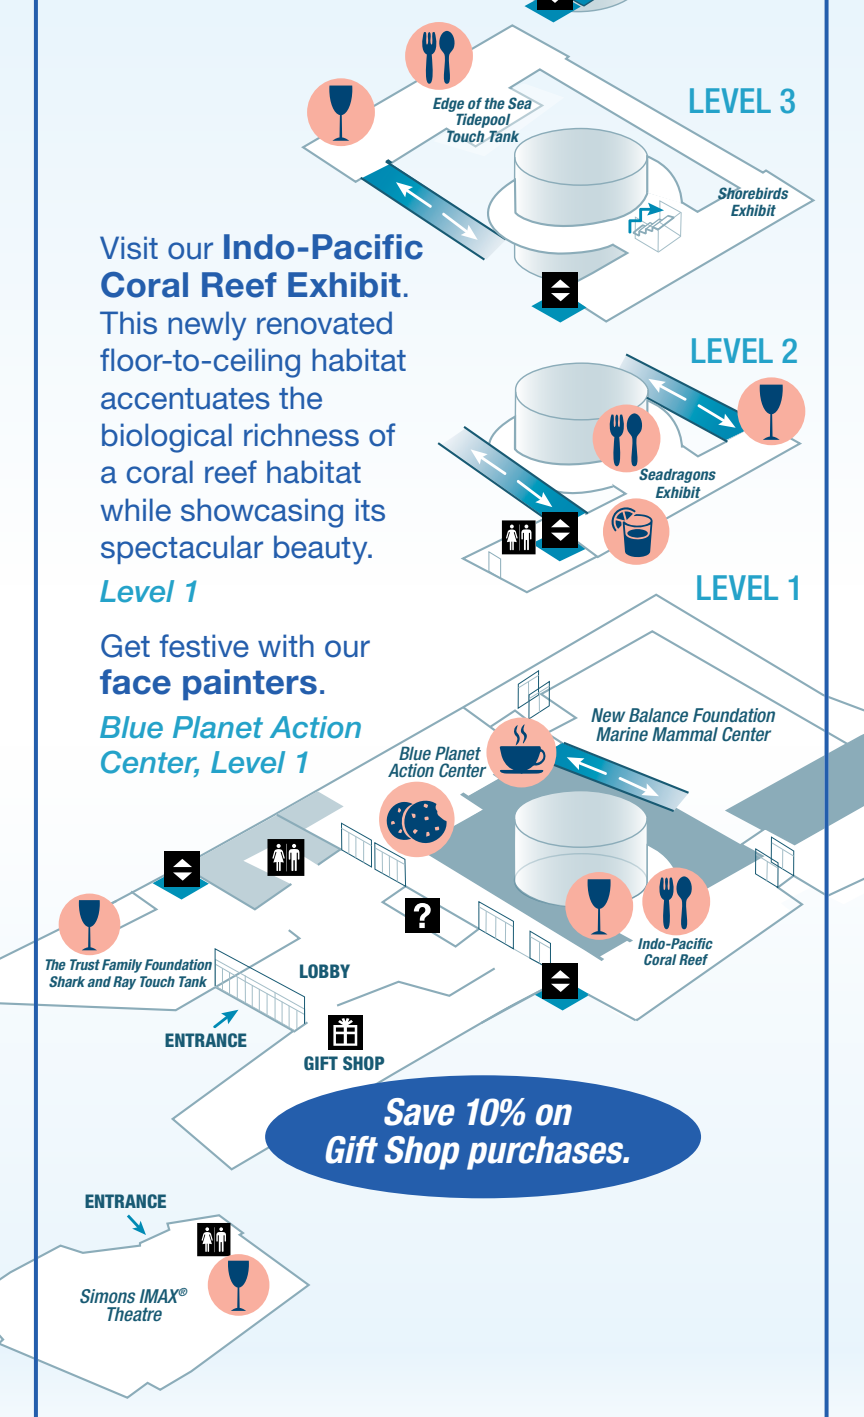 LEVEL 3
Edge of the Sea
Tidepool
Touch Tank
Shorebirds
Exhibit
Visit our Indo-Pacific
Coral Reef Exhibit.
This newly renovated
floor-to-ceiling habitat
accentuates the
biological richness of
a coral reef habitat
while showcasing its
spectacular beauty.
Level 1
LEVEL 2
Seadragons
Exhibit
LEVEL 1
Get festive with our
face painters.
Blue Planet Action
Center, Level 1
New Balance Foundation
Marine Mammal Center
Blue Planet
Action Center
?
Indo-Pacific
Coral Reef
The Trust Family Foundation
Shark and Ray Touch Tank
LOBBY
ENTRANCE
GIFT SHOP
Save 10% on
Gift Shop purchases.
ENTRANCE
Simons IMAX®
Theatre